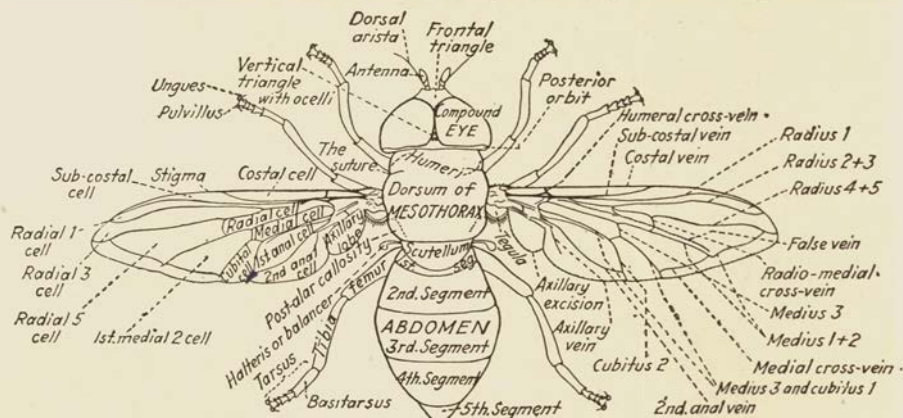 Dorsal
arista
Frontal
triangle
Vertical
triangle
with ocelli
Antenna
Posterior
orbit
Ungues
Pulvillus
Compound
EYE
Humeral cross-vein
Sub-costal vein
Costal vein
Radius 1
Radius 2+3
Radius 4+5
The
suture
Humeri
Sub-costal
cell
Stigma
Costal cell
Dorsum of
MESOTHORAX
Radial cell
Medial cell
Axillary
lobe
Radial 1
cell
Cubital
cell
1st anal cell
2nd anal
cell
Radial 3
cell
Radial 5
cell
1st. medial 2 cell
Post-alar callosity
Halteris or balancer
femur
Tibia
Tarsus
Basitarsus
Scutellum
1st.
seg.
Tegula
False vein
Radio-medial
cross-vein
Axillary
excision
Axillary
vein
Medius 3
Medius 1+2
Cubitus 2
Medial cross-vein
Medius 3 and cubitus 1
2nd. anal vein
2nd. Segment
ABDOMEN
3rd. Segment
4th. Segment
5th. Segment